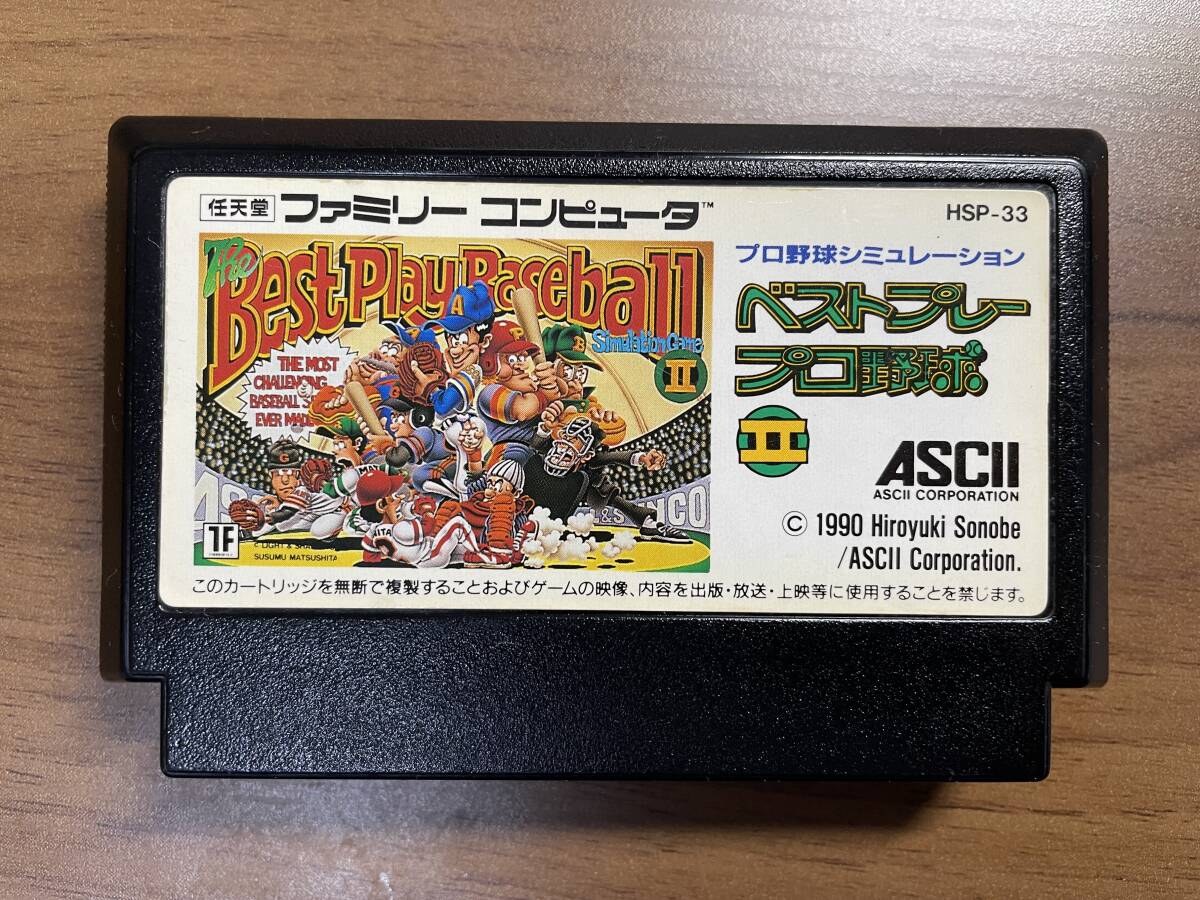 任天堂 ファミリー コンピュータ™
HSP-33
The
Best Play Baseball
Simulation Game
II
THE MOST
CHALLENGING
BASEBALL
EVER MADE
プロ野球シミュレーション
ベストプレー
プロ野球
II
ASCII
ASCII CORPORATION
© 1990 Hiroyuki Sonobe
/ASCII Corporation.
TF
SUSUMU MATSUSHITA
このカートリッジを無断で複製することおよびゲームの映像、内容を出版・放送・上映等に使用することを禁じます。